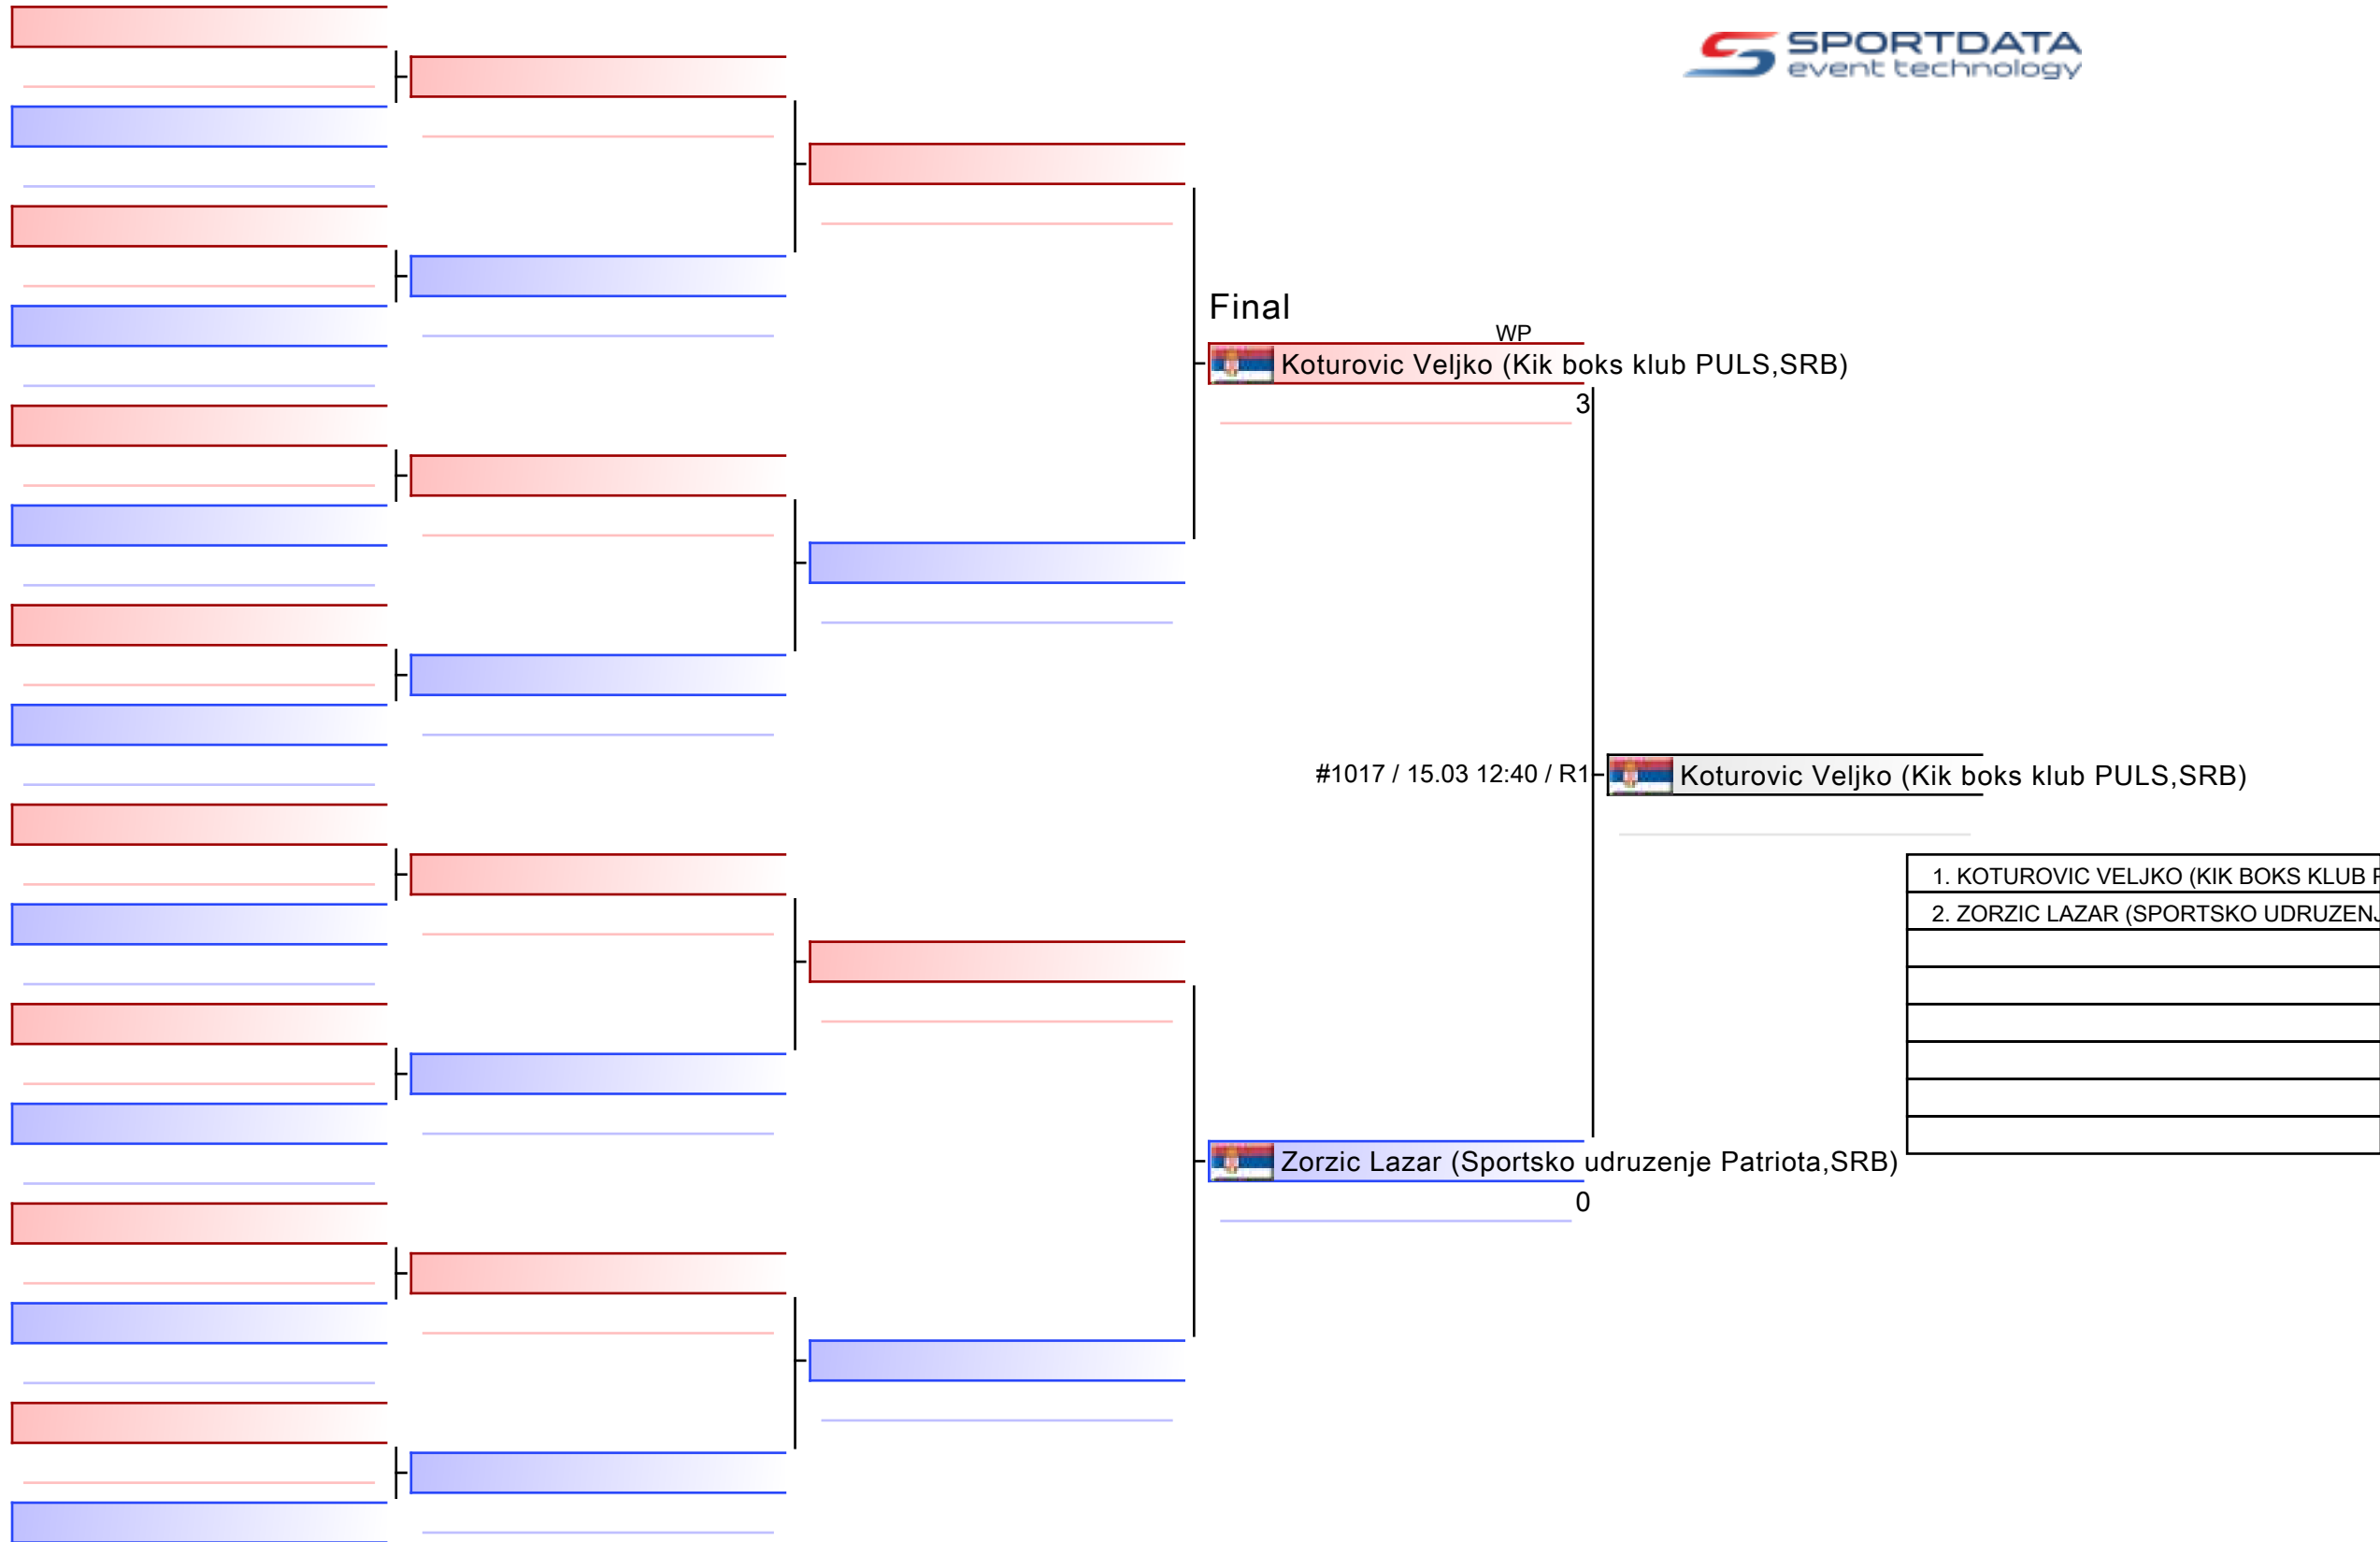 SPORTDATA
event technology
Final
WP
Koturovic Veljko (Kik boks klub PULS,SRB)
3
#1017 / 15.03 12:40 / R1
Koturovic Veljko (Kik boks klub PULS,SRB)
1. KOTUROVIC VELJKO (KIK BOKS KLUB
2. ZORZIC LAZAR (SPORTSKO UDRUZENJ
Zorzic Lazar (Sportsko udruzenje Patriota,SRB)
0